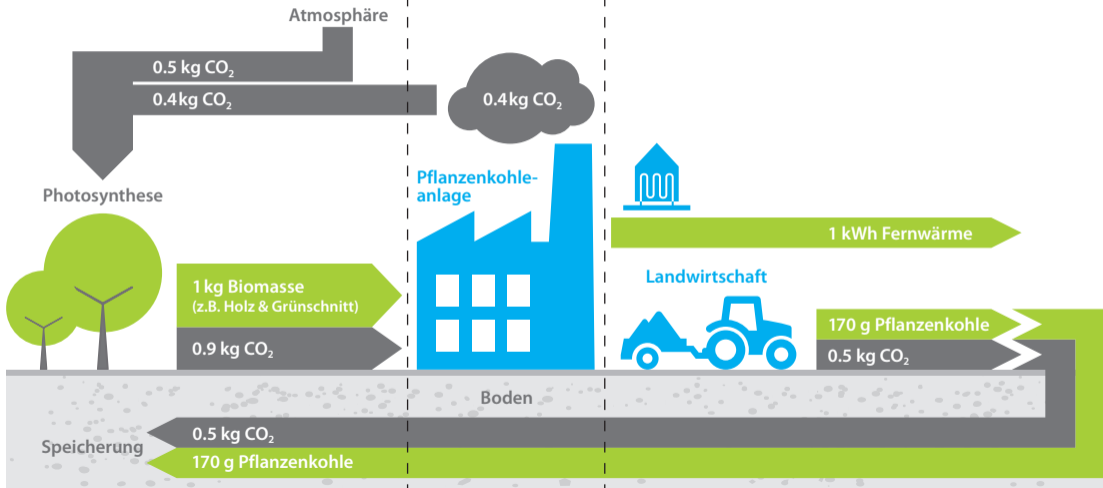 Atmosphäre
0.5 kg CO₂
0.4 kg CO₂
0.4 kg CO₂
Photosynthese
Pflanzenkohle-
anlage
1 kWh Fernwärme
1 kg Biomasse
(z.B. Holz & Grünschnitt)
0.9 kg CO₂
Landwirtschaft
170 g Pflanzenkohle
0.5 kg CO₂
Boden
Speicherung
0.5 kg CO₂
170 g Pflanzenkohle